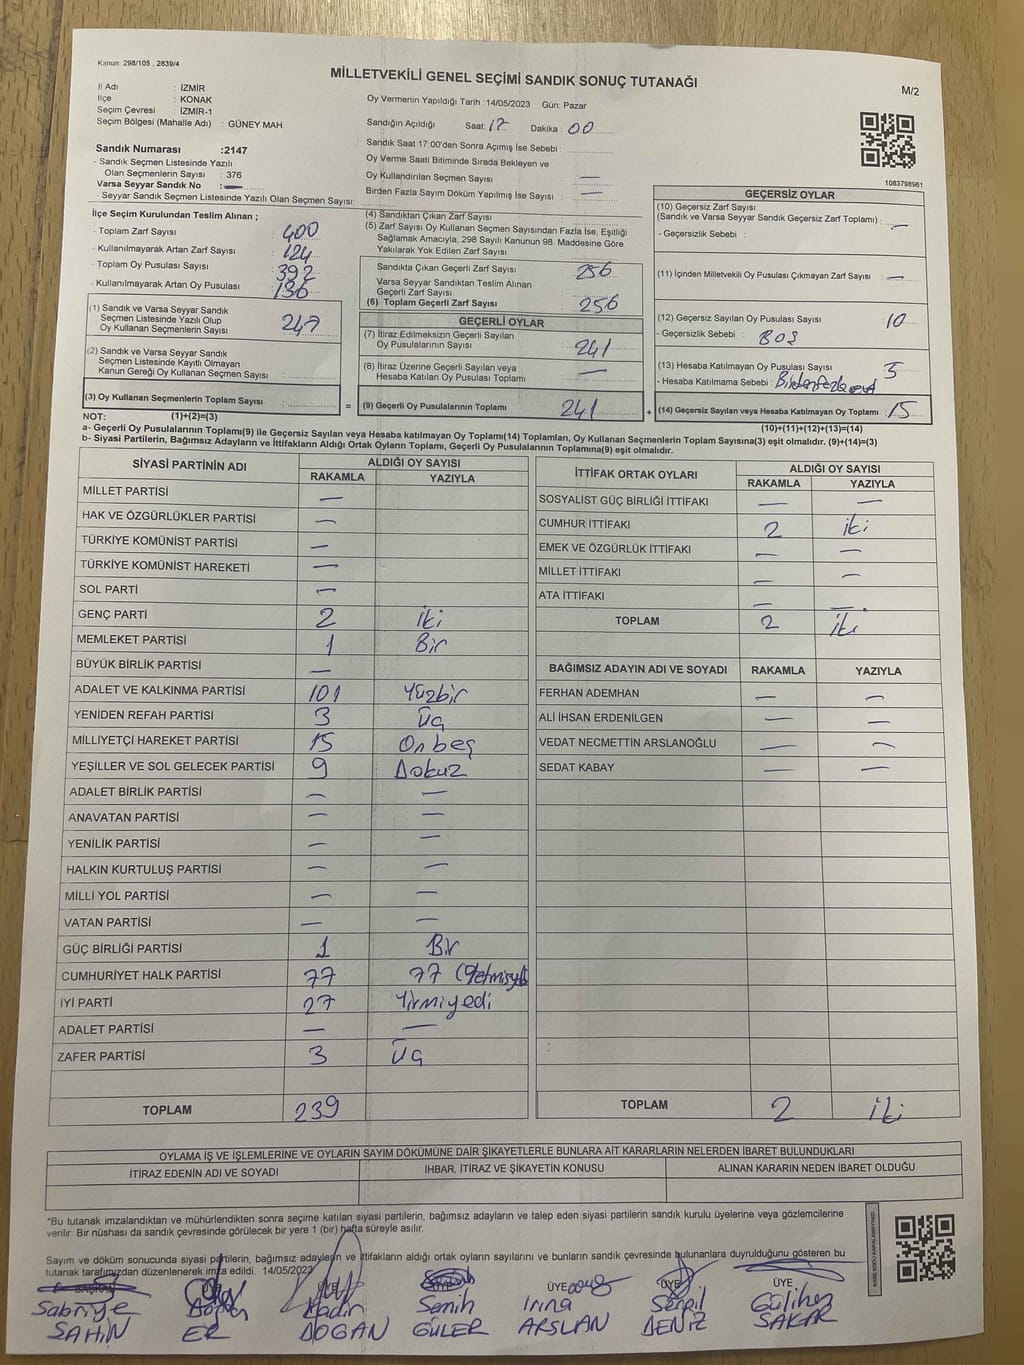 Kanun: 298/105 , 2839/4
MİLLETVEKİLİ GENEL SEÇİMİ SANDIK SONUÇ TUTANAĞI
M/2
İl Adı : İZMİR
İlçe : KONAK
Seçim Çevresi : İZMİR-1
Seçim Bölgesi (Mahalle Adı) : GÜNEY MAH.
Oy Vermenin Yapıldığı Tarih : 14/05/2023 Gün: Pazar
Sandığın Açıldığı Saat: 17 Dakika : 00
Sandık Saat 17:00'den Sonra Açımış İse Sebebi :
Oy Verme Saati Bitiminde Sırada Bekleyen ve
Oy Kullandırılan Seçmen Sayısı : —
Birden Fazla Sayım Döküm Yapılmış İse Sayısı : —
1083798961
Sandık Numarası :2147
- Sandık Seçmen Listesinde Yazılı
Olan Seçmenlerin Sayısı : 376
Varsa Seyyar Sandık No : —
- Seyyar Sandık Seçmen Listesinde Yazılı Olan Seçmen Sayısı:
İlçe Seçim Kurulundan Teslim Alınan ;
- Toplam Zarf Sayısı : 400
- Kullanılmayarak Artan Zarf Sayısı : 124
- Toplam Oy Pusulası Sayısı : 392
- Kullanılmayarak Artan Oy Pusulası : 136
(1) Sandık ve Varsa Seyyar Sandık
Seçmen Listesinde Yazılı Olup
Oy Kullanan Seçmenlerin Sayısı : 247
(2) Sandık ve Varsa Seyyar Sandık
Seçmen Listesinde Kayıtlı Olmayan
Kanun Gereği Oy Kullanan Seçmen Sayısı :
(3) Oy Kullanan Seçmenlerin Toplam Sayısı :
(4) Sandıktan Çıkan Zarf Sayısı :
(5) Zarf Sayısı Oy Kullanan Seçmen Sayısından Fazla İse, Eşitliği
Sağlamak Amacıyla; 298 Sayılı Kanunun 98. Maddesine Göre
Yakılarak Yok Edilen Zarf Sayısı :
Sandıkta Çıkan Geçerli Zarf Sayısı : 256
Varsa Seyyar Sandıktan Teslim Alınan
Geçerli Zarf Sayısı :
(6) Toplam Geçerli Zarf Sayısı : 256
GEÇERLİ OYLAR
(7) İtiraz Edilmeksizin Geçerli Sayılan
Oy Pusulalarının Sayısı : 241
(8) İtiraz Üzerine Geçerli Sayılan veya
Hesaba Katılan Oy Pusulası Toplamı : —
= (9) Geçerli Oy Pusulalarının Toplamı : 241 +
GEÇERSİZ OYLAR
(10) Geçersiz Zarf Sayısı
(Sandık ve Varsa Seyyar Sandık Geçersiz Zarf Toplamı) : —
- Geçersizlik Sebebi :
(11) İçinden Milletvekili Oy Pusulası Çıkmayan Zarf Sayısı : —
(12) Geçersiz Sayılan Oy Pusulası Sayısı : 10
- Geçersizlik Sebebi : BOŞ
(13) Hesaba Katılmayan Oy Pusulası Sayısı : 5
- Hesaba Katılmama Sebebi :
(14) Geçersiz Sayılan veya Hesaba Katılmayan Oy Toplamı : 15
NOT: (1)+(2)=(3)
(10)+(11)+(12)+(13)=(14)
a- Geçerli Oy Pusulalarının Toplamı(9) ile Geçersiz Sayılan veya Hesaba katılmayan Oy Toplamı(14) Toplamları, Oy Kullanan Seçmenlerin Toplam Sayısına(3) eşit olmalıdır. (9)+(14)=(3)
b- Siyasi Partilerin, Bağımsız Adayların ve İttifakların Aldığı Ortak Oyların Toplamı, Geçerli Oy Pusulalarının Toplamına(9) eşit olmalıdır.
SİYASİ PARTİNİN ADI ALDIĞI OY SAYISI
RAKAMLA YAZIYLA
MİLLET PARTİSİ —
HAK VE ÖZGÜRLÜKLER PARTİSİ —
TÜRKİYE KOMÜNİST PARTİSİ —
TÜRKİYE KOMÜNİST HAREKETİ —
SOL PARTİ —
GENÇ PARTİ 2 iki
MEMLEKET PARTİSİ 1 Bir
BÜYÜK BİRLİK PARTİSİ —
ADALET VE KALKINMA PARTİSİ 101 Yüzbir
YENİDEN REFAH PARTİSİ 3 Üç
MİLLİYETÇİ HAREKET PARTİSİ 15 Onbeş
YEŞİLLER VE SOL GELECEK PARTİSİ 9 Dokuz
ADALET BİRLİK PARTİSİ — —
ANAVATAN PARTİSİ — —
YENİLİK PARTİSİ — —
HALKIN KURTULUŞ PARTİSİ — —
MİLLİ YOL PARTİSİ — —
VATAN PARTİSİ — —
GÜÇ BİRLİĞİ PARTİSİ 1 Bir
CUMHURİYET HALK PARTİSİ 77 77
İYİ PARTİ 27 Yirmiyedi
ADALET PARTİSİ — —
ZAFER PARTİSİ 3 Üç
TOPLAM 239
İTTİFAK ORTAK OYLARI ALDIĞI OY SAYISI
RAKAMLA YAZIYLA
SOSYALİST GÜÇ BİRLİĞİ İTTİFAKI — —
CUMHUR İTTİFAKI 2 iki
EMEK VE ÖZGÜRLÜK İTTİFAKI — —
MİLLET İTTİFAKI — —
ATA İTTİFAKI — —
TOPLAM 2 iki
BAĞIMSIZ ADAYIN ADI VE SOYADI RAKAMLA YAZIYLA
FERHAN ADEMHAN — —
ALİ İHSAN ERDENİLGEN — —
VEDAT NECMETTİN ARSLANOĞLU — —
SEDAT KABAY — —
TOPLAM 2 iki
OYLAMA İŞ VE İŞLEMLERİNE VE OYLARIN SAYIM DÖKÜMÜNE DAİR ŞİKAYETLERLE BUNLARA AİT KARARLARIN NELERDEN İBARET BULUNDUKLARI
İTİRAZ EDENİN ADI VE SOYADI İHBAR, İTİRAZ VE ŞİKAYETİN KONUSU ALINAN KARARIN NEDEN İBARET OLDUĞU
*Bu tutanak imzalandıktan ve mühürlendikten sonra seçime katılan siyasi partilerin, bağımsız adayların ve talep eden siyasi partilerin sandık kurulu üyelerine veya gözlemcilerine
verilir. Bir nüshası da sandık çevresinde görülecek bir yere 1 (bir) hafta süreyle asılır.
Sayım ve döküm sonucunda siyasi partilerin, bağımsız adayların ve ittifakların aldığı ortak oyların sayılarını ve bunların sandık çevresinde bulunanlara duyrulduğunu gösteren bu
tutanak tarafımızdan düzenlenerek imza edildi. 14/05/2023
BAŞKAN ÜYE ÜYE ÜYE ÜYE
Sabriye Kadir Semih Irına Serpil Gülihan
ŞAHİN ER DOĞAN GÜLER ARSLAN DENİZ SAKAR